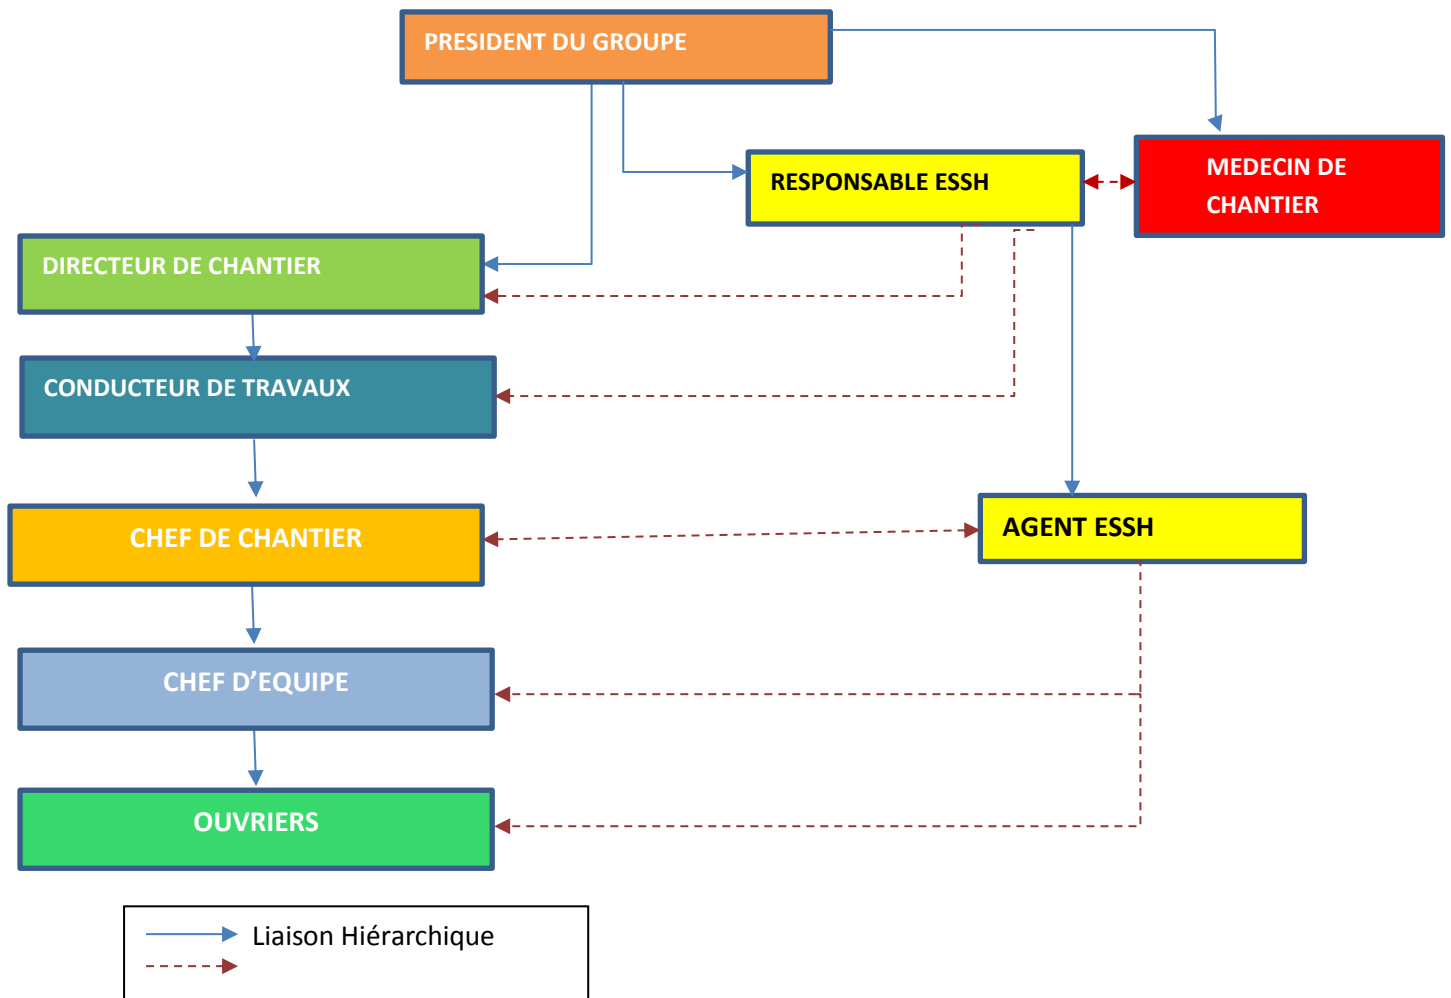 PRESIDENT DU GROUPE
RESPONSABLE ESSH
MEDECIN DE
CHANTIER
DIRECTEUR DE CHANTIER
CONDUCTEUR DE TRAVAUX
CHEF DE CHANTIER
AGENT ESSH
CHEF D’EQUIPE
OUVRIERS
Liaison Hiérarchique